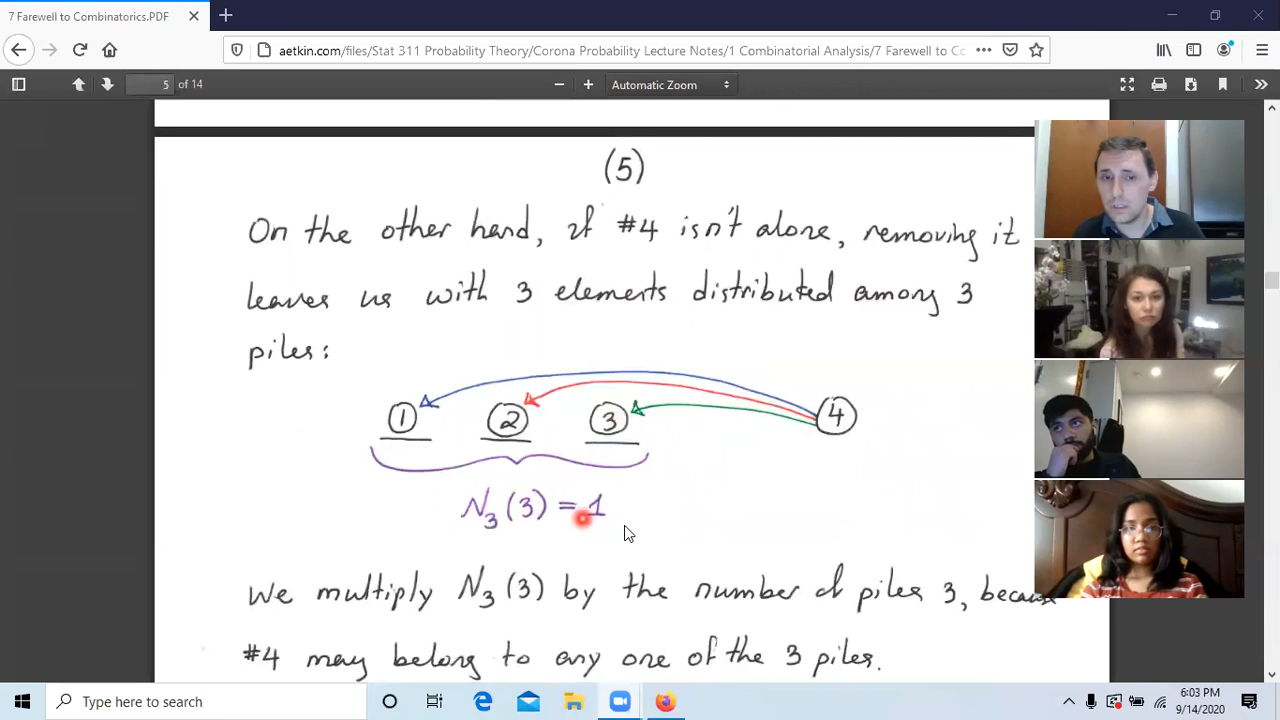 7 Farewell to Combinatorics.PDF
aetkin.com/files/Stat 311 Probability Theory/Corona Probability Lecture Notes/1 Combinatorial Analysis/7 Farewell to Co
5 of 14
Automatic Zoom
(5)
On the other hand, if #4 isn't alone, removing it
leaves us with 3 elements distributed among 3
piles:
1 2 3 4
N₃(3) = 1
We multiply N₃(3) by the number of piles 3, because
#4 may belong to any one of the 3 piles.
Type here to search
6:03 PM
9/14/2020